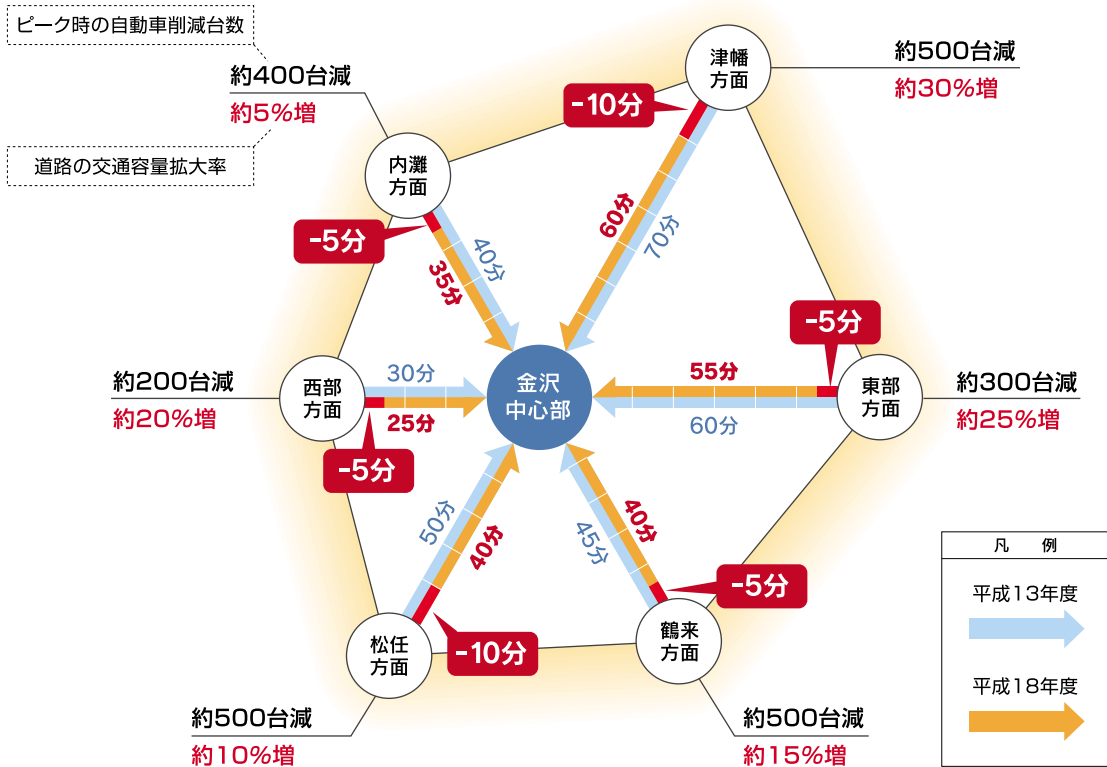 ピーク時の自動車削減台数
約400台減
約5%増
道路の交通容量拡大率
津幡
方面
約500台減
約30%増
-10分
60分
70分
内灘
方面
-5分
40分
35分
西部
方面
約200台減
約20%増
30分
25分
-5分
金沢
中心部
東部
方面
約300台減
約25%増
-5分
55分
60分
松任
方面
約500台減
約10%増
50分
40分
-10分
鶴来
方面
約500台減
約15%増
40分
45分
-5分
凡　例
平成13年度
平成18年度